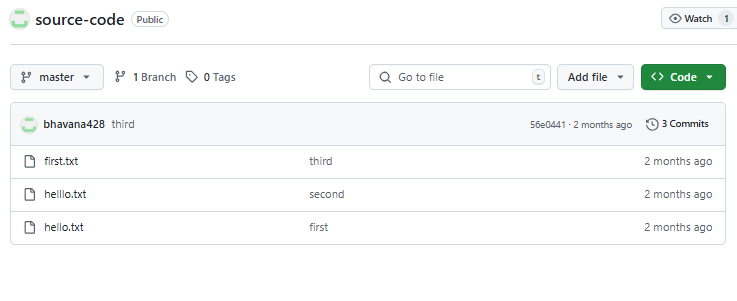 source-code Public Watch 1
master 1 Branch 0 Tags Go to file t Add file Code
bhavana428 third 56e0441 · 2 months ago 3 Commits
first.txt third 2 months ago
helllo.txt second 2 months ago
hello.txt first 2 months ago